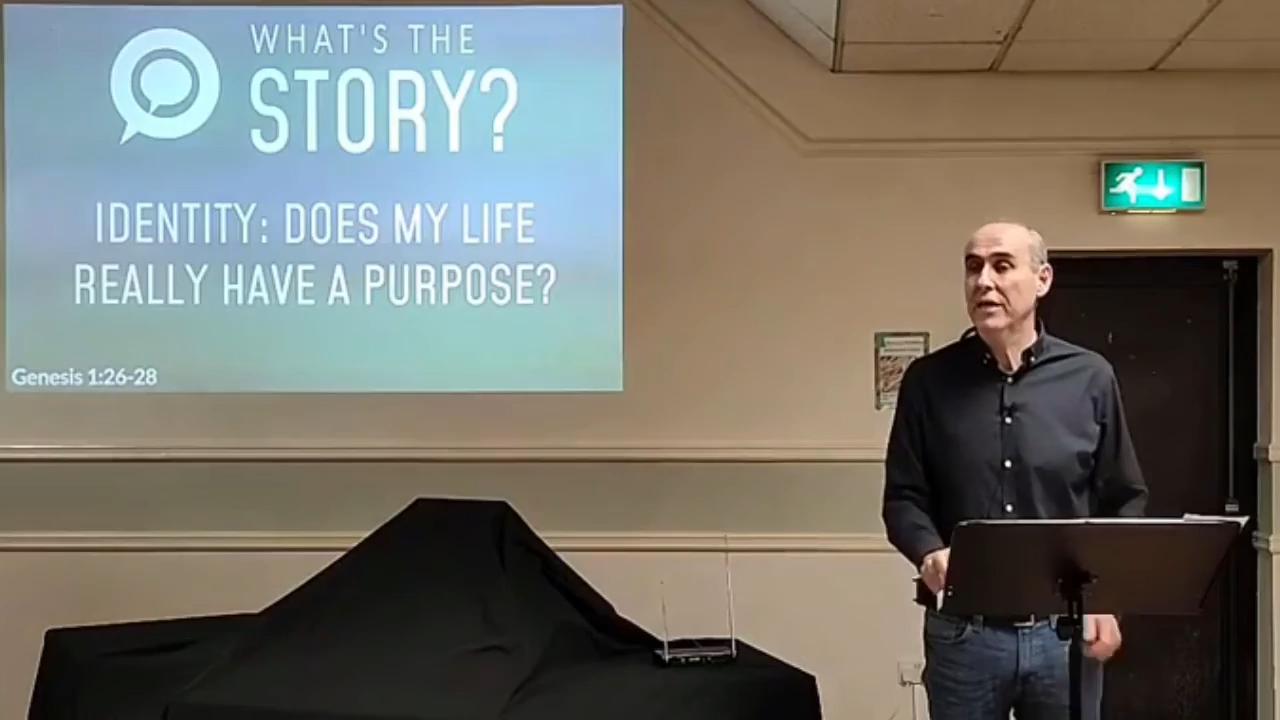 WHAT'S THE
STORY?
IDENTITY: DOES MY LIFE
REALLY HAVE A PURPOSE?
Genesis 1:26-28